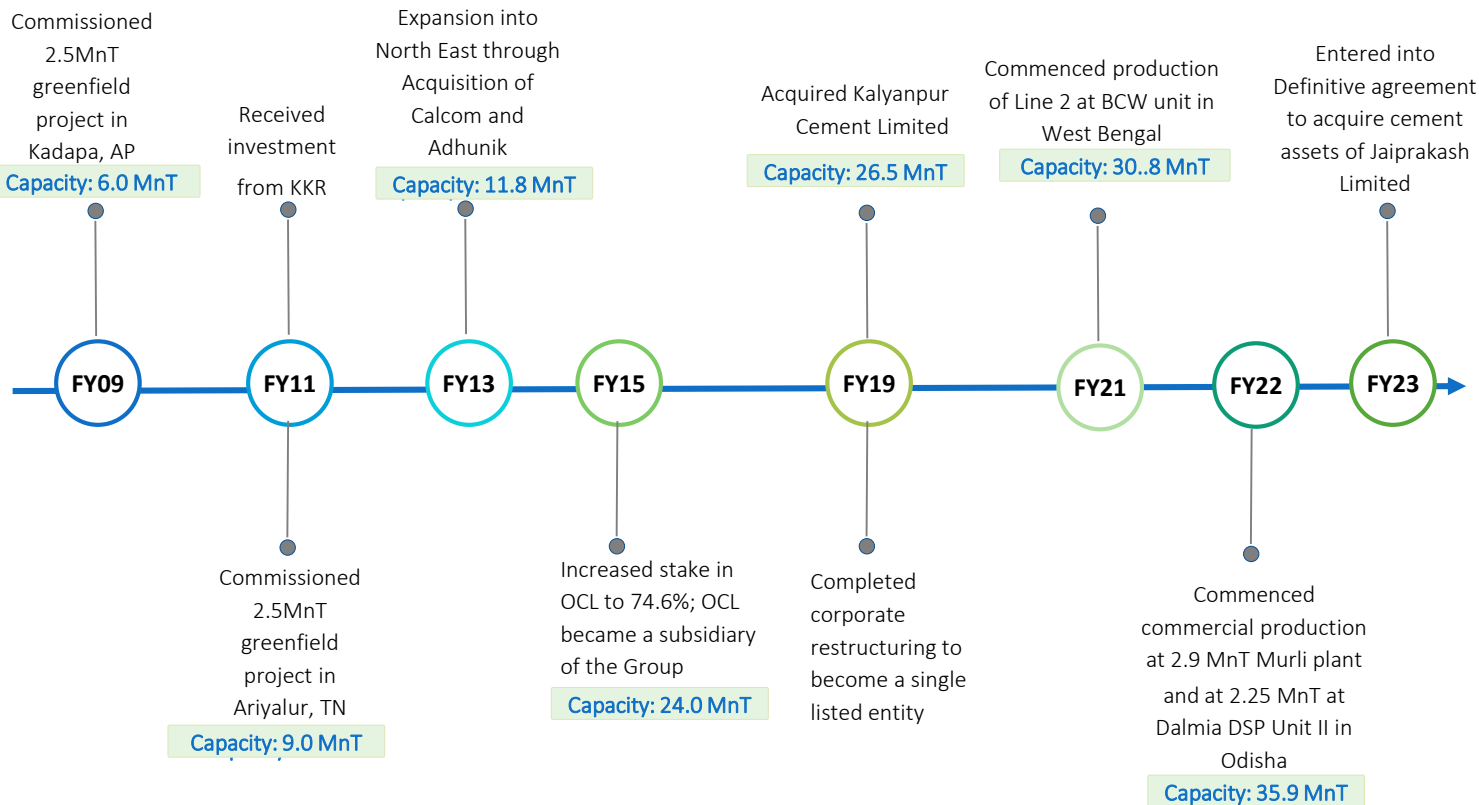 Commissioned
2.5MnT
greenfield
project in
Kadapa, AP
Capacity: 6.0 MnT
Received
investment
from KKR
Expansion into
North East through
Acquisition of
Calcom and
Adhunik
Capacity: 11.8 MnT
Acquired Kalyanpur
Cement Limited
Capacity: 26.5 MnT
Commenced production
of Line 2 at BCW unit in
West Bengal
Capacity: 30..8 MnT
Entered into
Definitive agreement
to acquire cement
assets of Jaiprakash
Limited
FY09
FY11
FY13
FY15
FY19
FY21
FY22
FY23
Commissioned
2.5MnT
greenfield
project in
Ariyalur, TN
Capacity: 9.0 MnT
Increased stake in
OCL to 74.6%; OCL
became a subsidiary
of the Group
Capacity: 24.0 MnT
Completed
corporate
restructuring to
become a single
listed entity
Commenced
commercial production
at 2.9 MnT Murli plant
and at 2.25 MnT at
Dalmia DSP Unit II in
Odisha
Capacity: 35.9 MnT